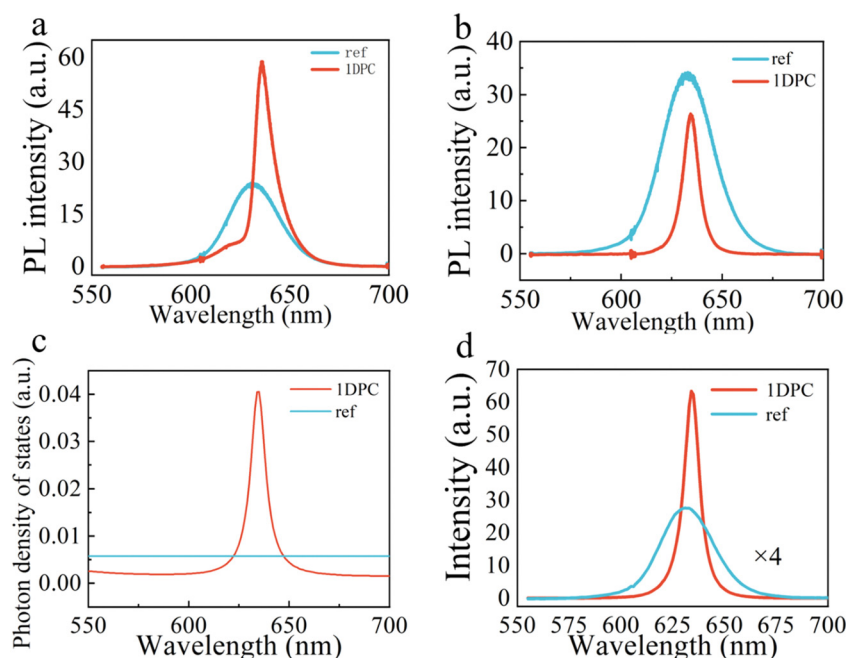 a
PL intensity (a.u.)
60
45
30
15
0
ref
1DPC
550
600
650
700
Wavelength (nm)
b
PL intensity (a.u.)
40
30
20
10
0
ref
1DPC
550
600
650
700
Wavelength (nm)
c
Photon density of states (a.u.)
0.04
0.03
0.02
0.01
0.00
1DPC
ref
550
600
650
700
Wavelength (nm)
d
Intensity (a.u.)
70
60
50
40
30
20
10
0
1DPC
ref
×4
550 575 600 625 650 675 700
Wavelength (nm)